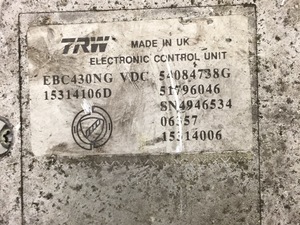 TRW MADE IN UK
ELECTRONIC CONTROL UNIT
EBC430NG VDC 54084738G
15314106D 51796046
SN4946534
06357
15314006